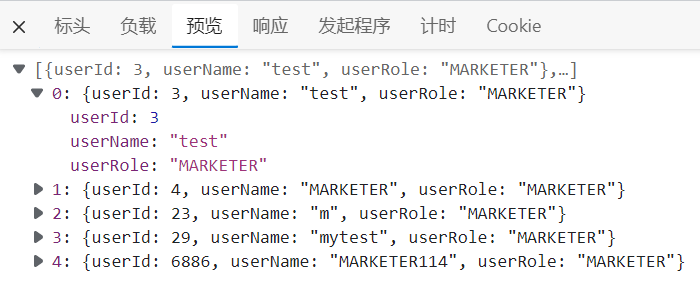 标头 负载 预览 响应 发起程序 计时 Cookie
[{userId: 3, userName: "test", userRole: "MARKETER"},…]
0: {userId: 3, userName: "test", userRole: "MARKETER"}
userId: 3
userName: "test"
userRole: "MARKETER"
1: {userId: 4, userName: "MARKETER", userRole: "MARKETER"}
2: {userId: 23, userName: "m", userRole: "MARKETER"}
3: {userId: 29, userName: "mytest", userRole: "MARKETER"}
4: {userId: 6886, userName: "MARKETER114", userRole: "MARKETER"}